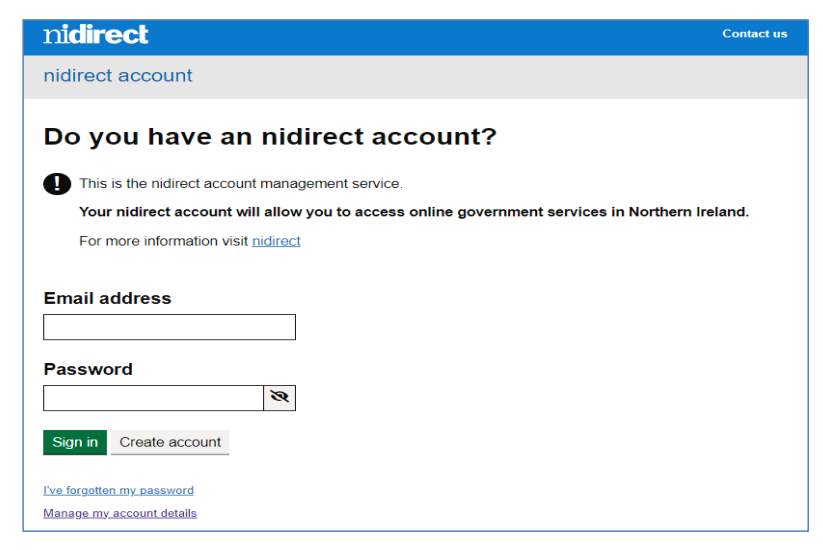 nidirect
Contact us
nidirect account
Do you have an nidirect account?
! This is the nidirect account management service.
Your nidirect account will allow you to access online government services in Northern Ireland.
For more information visit nidirect
Email address
Password
Sign in Create account
I've forgotten my password
Manage my account details